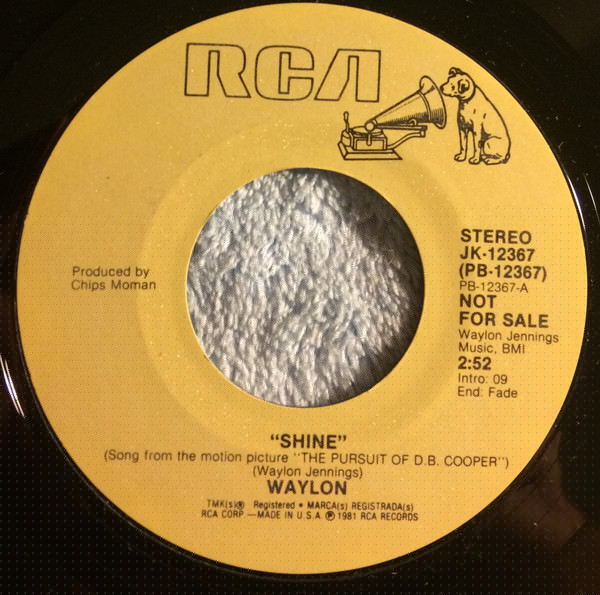 RCA
Produced by
Chips Moman
STEREO
JK-12367
(PB-12367)
PB-12367-A
NOT
FOR SALE
Waylon Jennings
Music, BMI
2:52
Intro: 09
End: Fade
"SHINE"
(Song from the motion picture "THE PURSUIT OF D.B. COOPER")
(Waylon Jennings)
WAYLON
TMK(s)® Registered • MARCA(s) REGISTRADA(s)
RCA CORP —MADE IN U.S.A ℗ 1981 RCA RECORDS